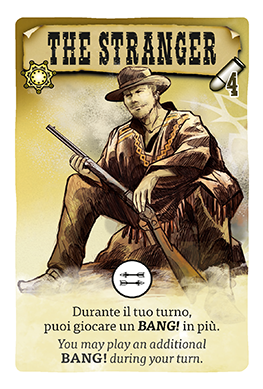 THE STRANGER
4
Durante il tuo turno,
puoi giocare un BANG! in più.
You may play an additional
BANG! during your turn.